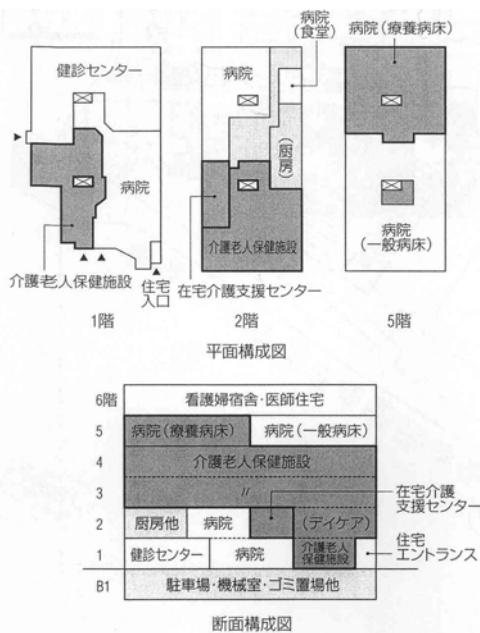 健診センター
病院
介護老人保健施設
住宅
入口
1階
病院
病院
(食堂)
(厨房)
介護老人保健施設
在宅介護支援センター
2階
病院(療養病床)
病院
(一般病床)
5階
平面構成図
6階
看護婦宿舎・医師住宅
5
病院(療養病床)
病院(一般病床)
4
介護老人保健施設
3
〃
在宅介護
支援センター
2
厨房他
病院
(デイケア)
1
健診センター
病院
介護老人
保健施設
住宅
エントランス
B1
駐車場・機械室・ゴミ置場他
断面構成図